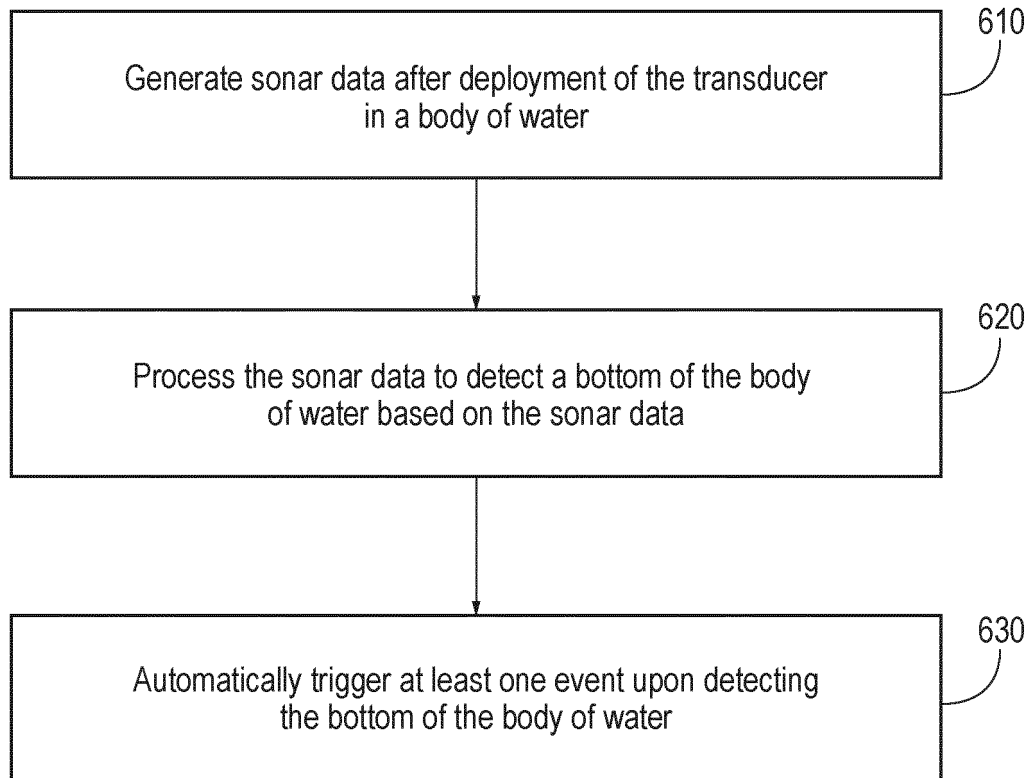 610
Generate sonar data after deployment of the transducer
in a body of water
620
Process the sonar data to detect a bottom of the body
of water based on the sonar data
630
Automatically trigger at least one event upon detecting
the bottom of the body of water